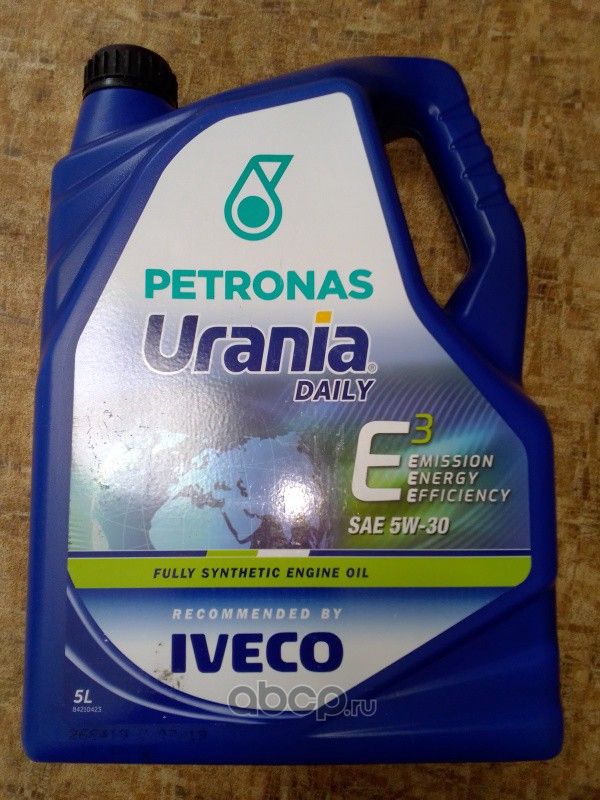 PETRONAS
Urania®
DAILY
E³
EMISSION
ENERGY
EFFICIENCY
SAE 5W-30
FULLY SYNTHETIC ENGINE OIL
RECOMMENDED BY
IVECO
5L
84210423
abcp.ru